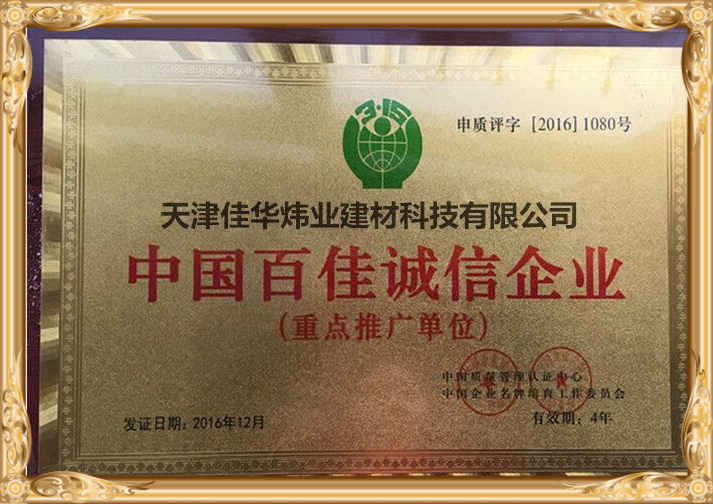 3·15
申质评字 [2016] 1080号
天津佳华炜业建材科技有限公司
中国百佳诚信企业
(重点推广单位)
中国质量管理认证中心
中国企业名牌培育工作委员会
发证日期: 2016年12月
有效期: 4年